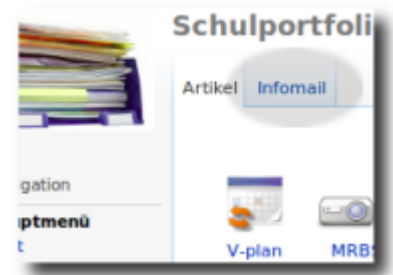 Schulportfoli
Artikel Infomail
gation
ptmenü
t
V-plan MRB